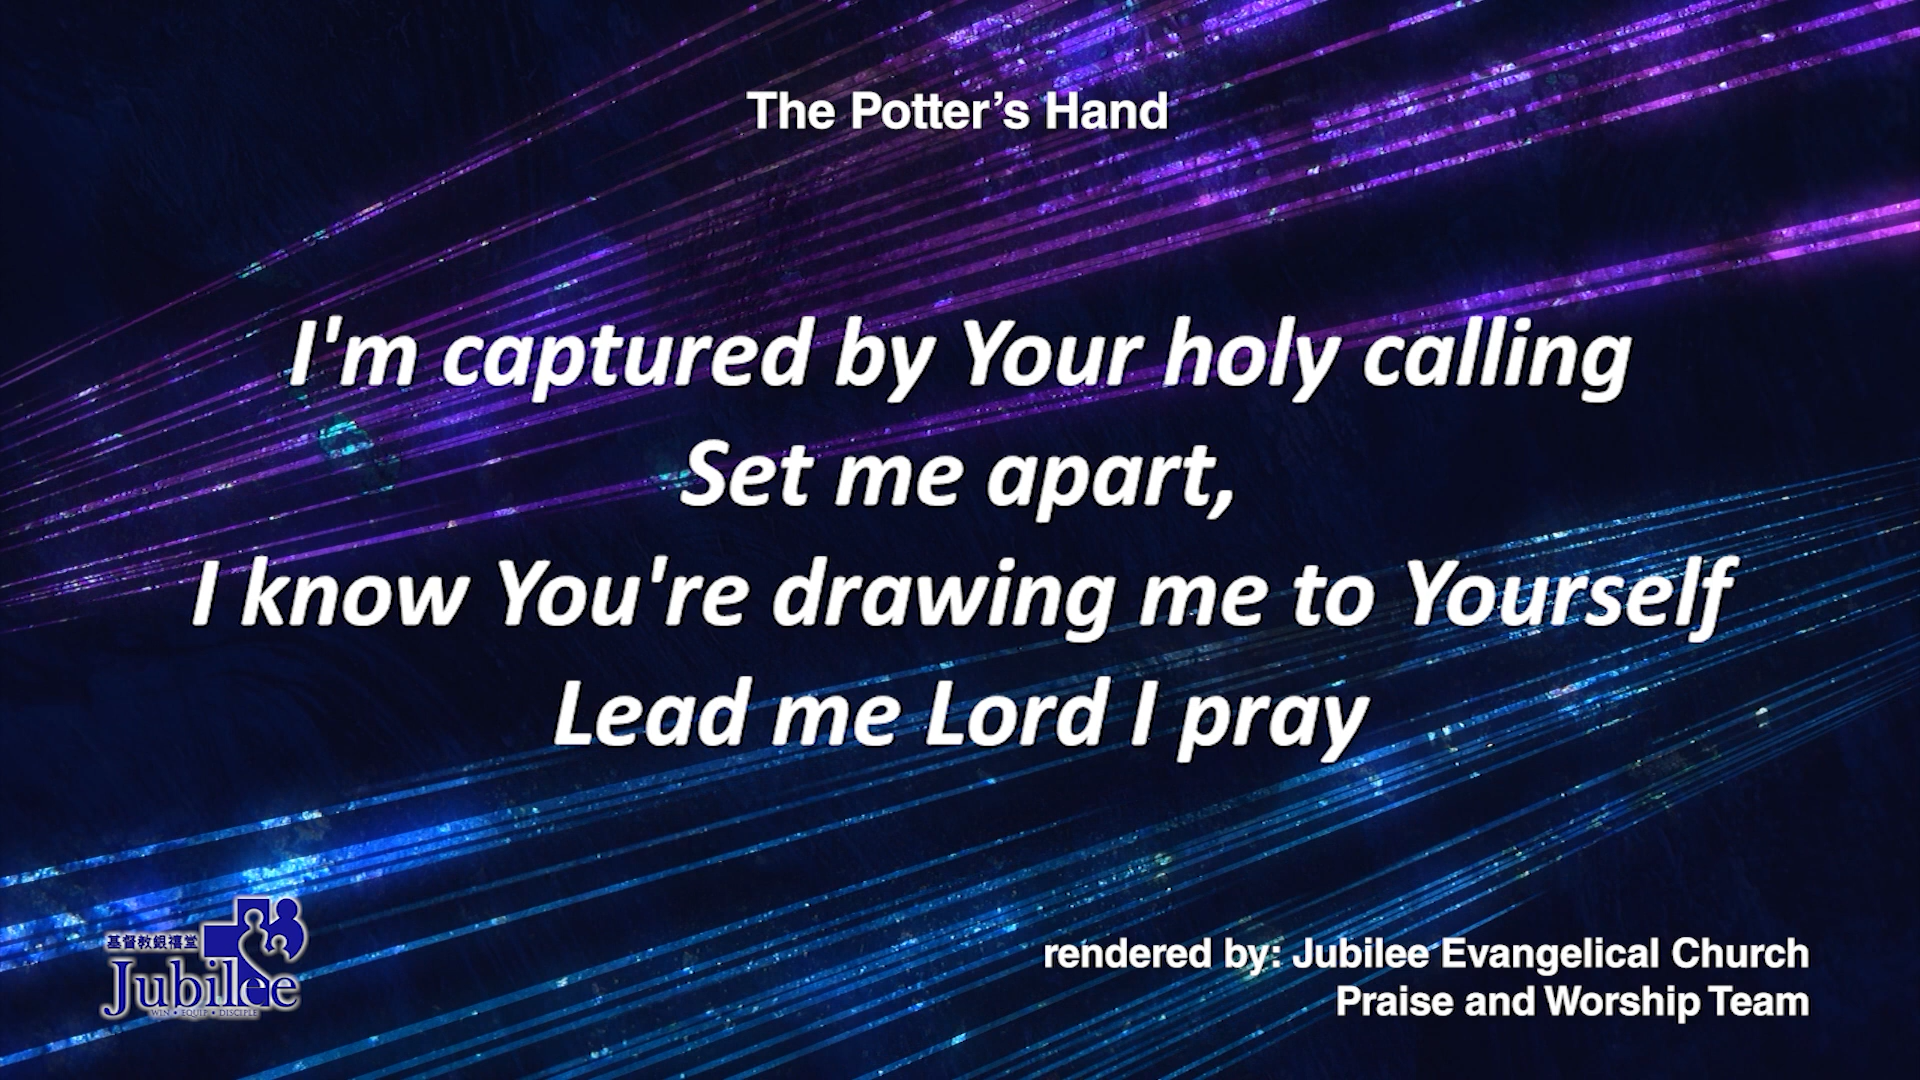 The Potter’s Hand
I'm captured by Your holy calling
Set me apart,
I know You're drawing me to Yourself
Lead me Lord I pray
基督教銀禧堂
Jubilee
WIN • EQUIP • DISCIPLE
rendered by: Jubilee Evangelical Church
Praise and Worship Team